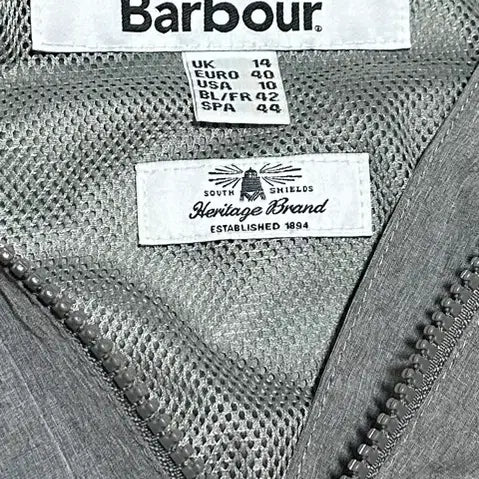 Barbour
UK 14
EURO 40
USA 10
BL/FR 42
SPA 44
SOUTH SHIELDS
Heritage Brand
ESTABLISHED 1894